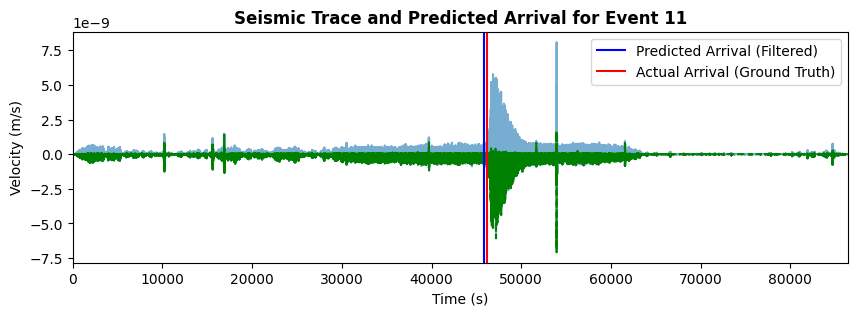 Seismic Trace and Predicted Arrival for Event 11
1e−9
7.5
5.0
2.5
0.0
−2.5
−5.0
−7.5
Velocity (m/s)
Predicted Arrival (Filtered)
Actual Arrival (Ground Truth)
0 10000 20000 30000 40000 50000 60000 70000 80000
Time (s)